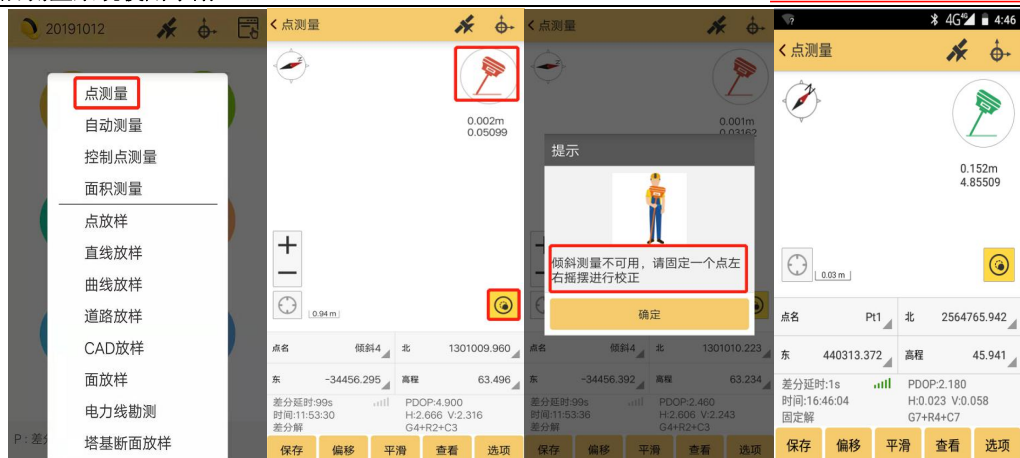 20191012
点测量
自动测量
控制点测量
面积测量
点放样
直线放样
曲线放样
道路放样
CAD放样
面放样
电力线勘测
塔基断面放样
P : 差分
点测量
0.002m
0.05099
0.94 m
点名 倾斜4 北 1301009.960
东 -34456.295 高程 63.496
差分延时:99s PDOP:4.900
时间:11:53:30 H:2.666 V:2.316
差分解 G4+R2+C3
保存 偏移 平滑 查看 选项
点测量
0.001m
0.03162
提示
倾斜测量不可用，请固定一个点左
右摇摆进行校正
确定
点名 倾斜4 北 1301010.223
东 -34456.392 高程 63.234
差分延时:99s PDOP:2.460
时间:11:53:36 H:2.606 V:2.243
差分解 G4+R2+C3
保存 偏移 平滑 查看 选项
4G 4:46
点测量
0.152m
4.85509
0.03 m
点名 Pt1 北 2564765.942
东 440313.372 高程 45.941
差分延时:1s PDOP:2.180
时间:16:46:04 H:0.023 V:0.058
固定解 G7+R4+C7
保存 偏移 平滑 查看 选项